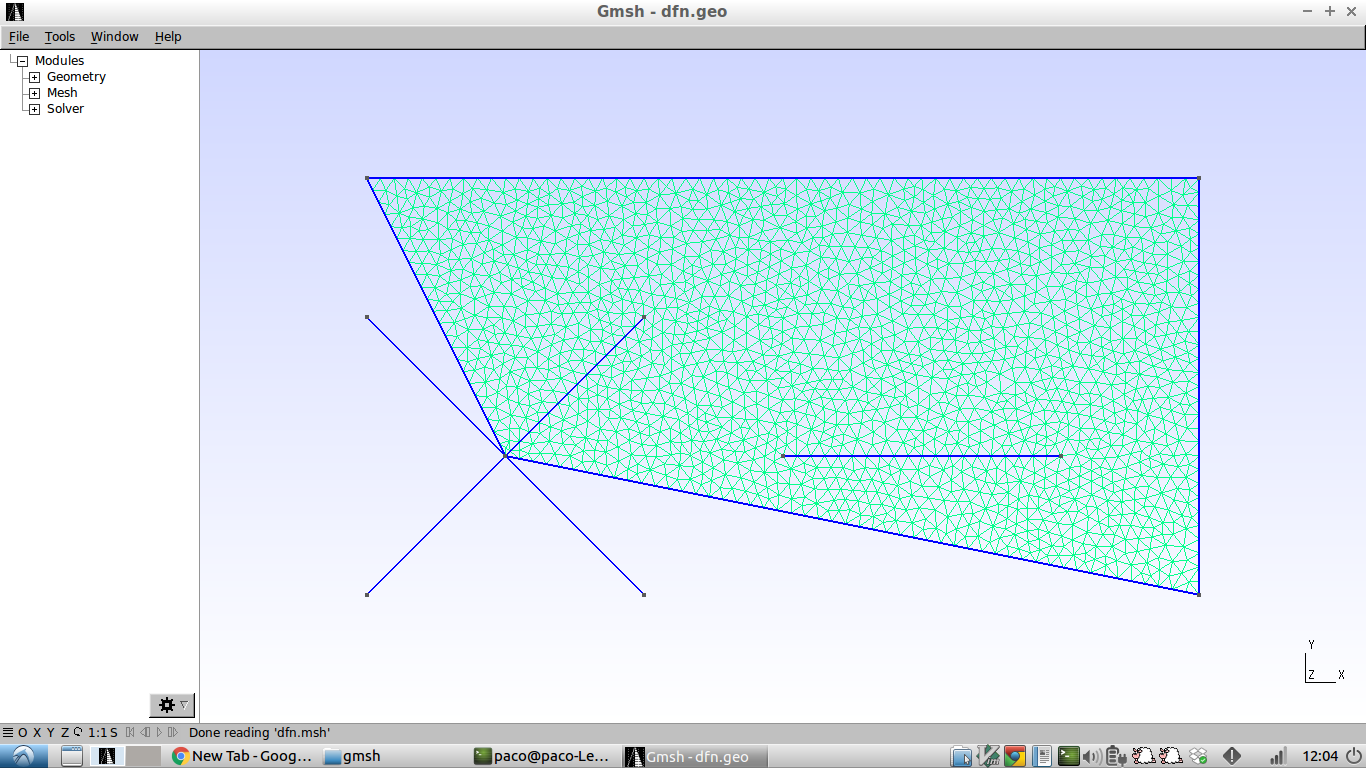 Gmsh - dfn.geo
File Tools Window Help
Modules
Geometry
Mesh
Solver
Y
Z X
O X Y Z 1:1 S Done reading 'dfn.msh'
New Tab - Goog... gmsh paco@paco-Le... Gmsh - dfn.geo 12:04